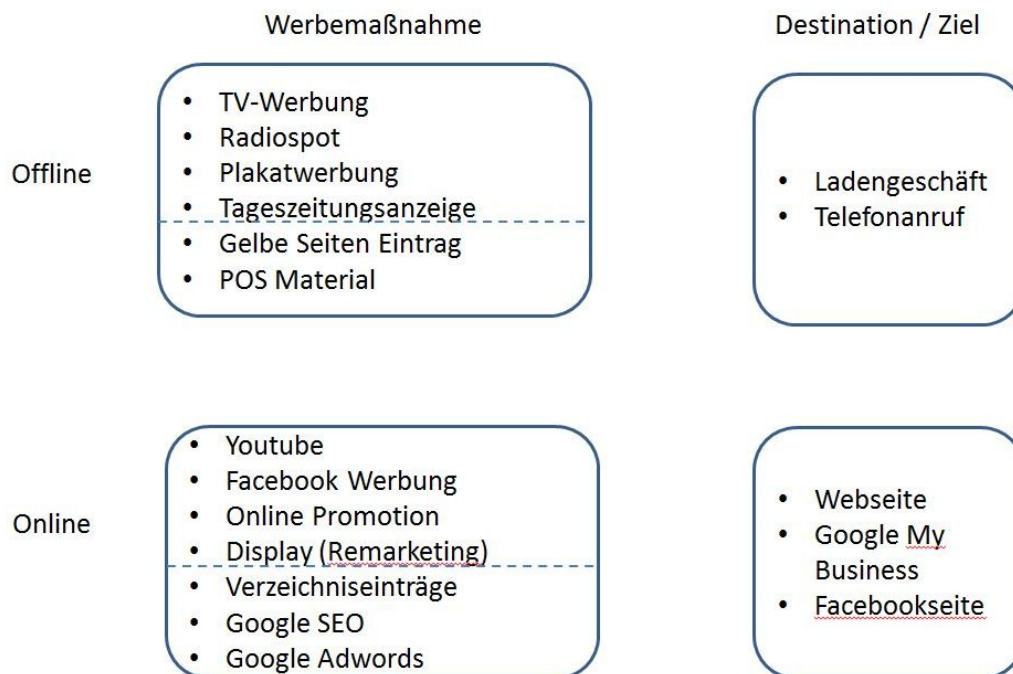 Werbemaßnahme
Destination / Ziel
Offline
• TV-Werbung
• Radiospot
• Plakatwerbung
• Tageszeitungsanzeige
• Gelbe Seiten Eintrag
• POS Material
• Ladengeschäft
• Telefonanruf
Online
• Youtube
• Facebook Werbung
• Online Promotion
• Display (Remarketing)
• Verzeichniseinträge
• Google SEO
• Google Adwords
• Webseite
• Google My
Business
• Facebookseite